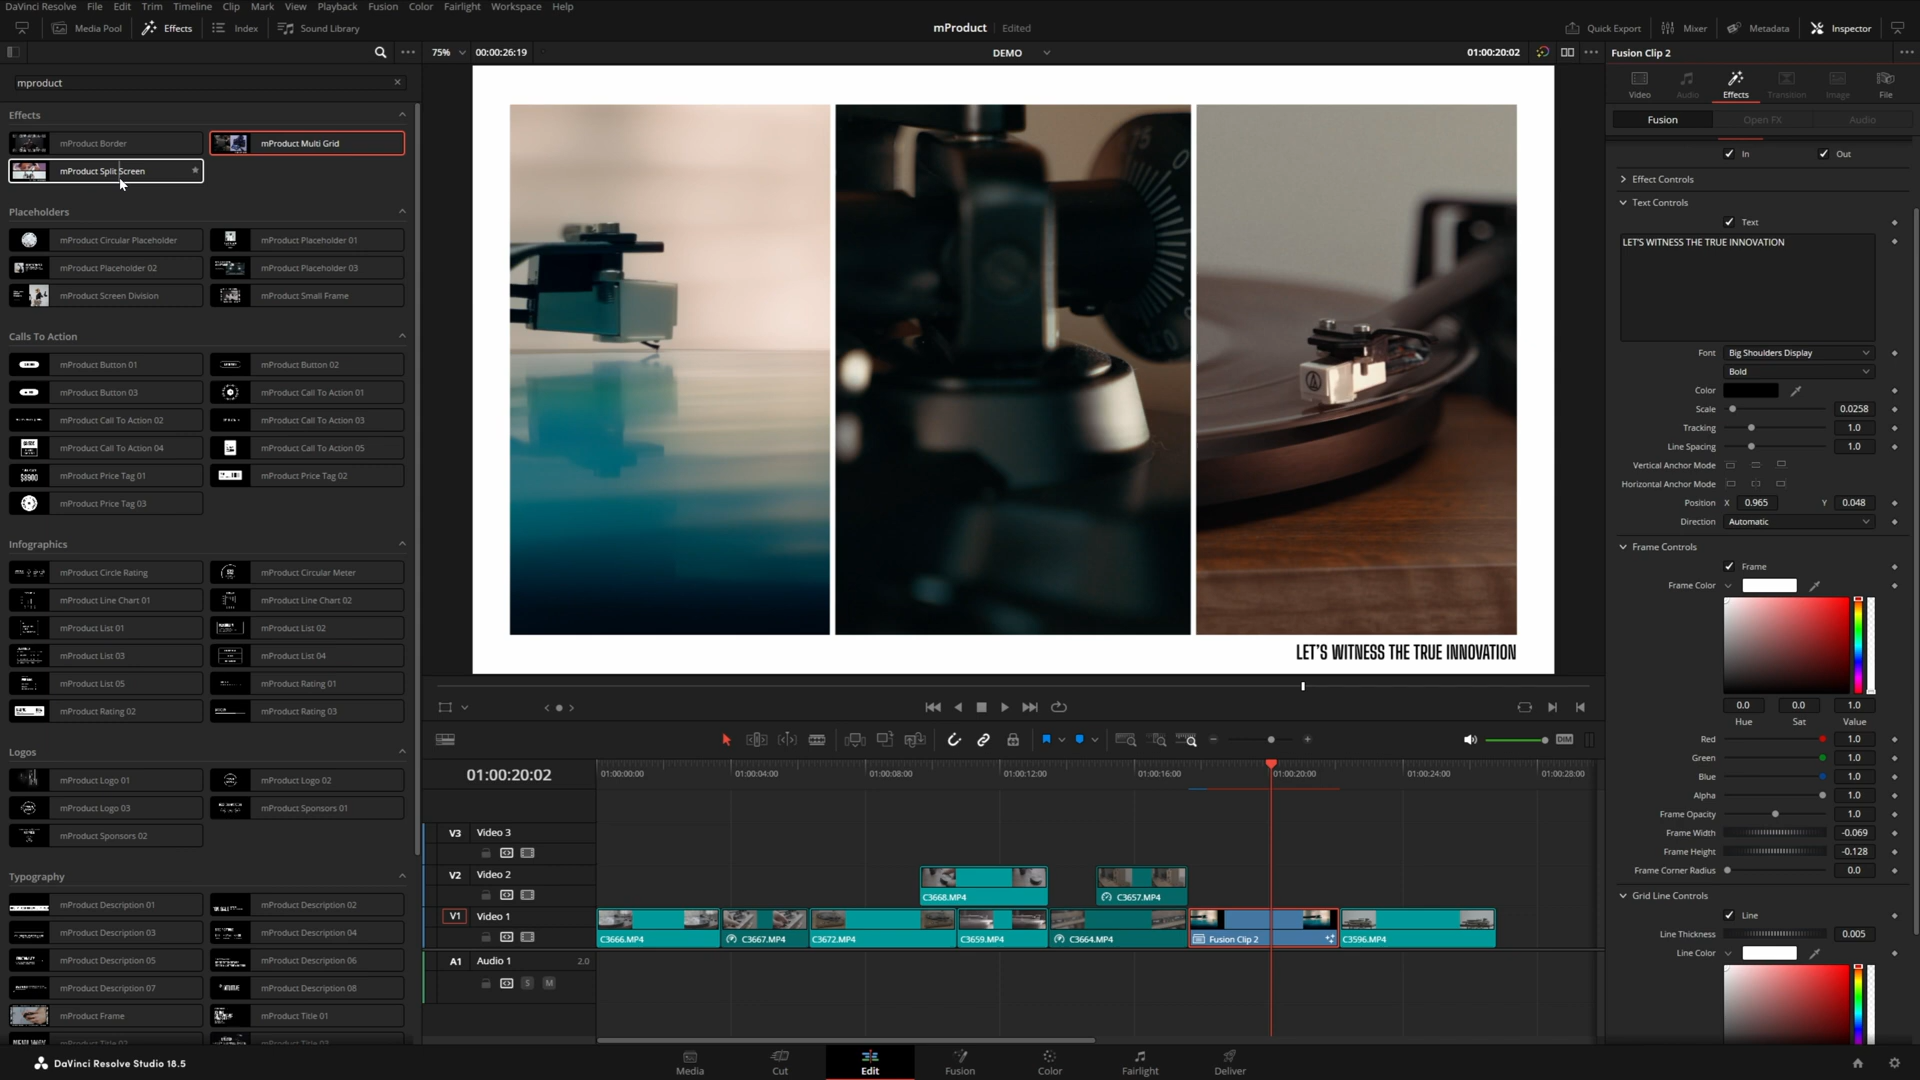 DaVinci Resolve File Edit Trim Timeline Clip Mark View Playback Fusion Color Fairlight Workspace Help
Media Pool Effects Index Sound Library
mProduct Edited
Quick Export Mixer Metadata Inspector
75% 00:00:26:19
DEMO
01:00:20:02
Fusion Clip 2
mproduct
Effects
mProduct Border
mProduct Multi Grid
mProduct Split Screen
Placeholders
mProduct Circular Placeholder
mProduct Placeholder 01
mProduct Placeholder 02
mProduct Placeholder 03
mProduct Screen Division
mProduct Small Frame
Calls To Action
mProduct Button 01
mProduct Button 02
mProduct Button 03
mProduct Call To Action 01
mProduct Call To Action 02
mProduct Call To Action 03
mProduct Call To Action 04
mProduct Call To Action 05
$8900
mProduct Price Tag 01
mProduct Price Tag 02
mProduct Price Tag 03
Infographics
mProduct Circle Rating
mProduct Circular Meter
mProduct Line Chart 01
mProduct Line Chart 02
mProduct List 01
mProduct List 02
mProduct List 03
mProduct List 04
mProduct List 05
mProduct Rating 01
mProduct Rating 02
mProduct Rating 03
Logos
mProduct Logo 01
mProduct Logo 02
mProduct Logo 03
mProduct Sponsors 01
mProduct Sponsors 02
Typography
mProduct Description 01
mProduct Description 02
mProduct Description 03
mProduct Description 04
mProduct Description 05
mProduct Description 06
mProduct Description 07
mProduct Description 08
mProduct Frame
mProduct Title 01
mProduct Title 02
mProduct Title 03
LET'S WITNESS THE TRUE INNOVATION
Video Audio Effects Transition Image File
Fusion Open FX Audio
In Out
Effect Controls
Text Controls
Text
LET'S WITNESS THE TRUE INNOVATION
Font Big Shoulders Display
Bold
Color
Scale 0.0258
Tracking 1.0
Line Spacing 1.0
Vertical Anchor Mode
Horizontal Anchor Mode
Position X 0.965 Y 0.048
Direction Automatic
Frame Controls
Frame
Frame Color
0.0 0.0 1.0
Hue Sat Value
Red 1.0
Green 1.0
Blue 1.0
Alpha 1.0
Frame Opacity 1.0
Frame Width -0.069
Frame Height -0.128
Frame Corner Radius 0.0
Grid Line Controls
Line
Line Thickness 0.005
Line Color
DIM
01:00:20:02
01:00:00:00 01:00:04:00 01:00:08:00 01:00:12:00 01:00:16:00 01:00:20:00 01:00:24:00 01:00:28:00
V3 Video 3
V2 Video 2
C3668.MP4 C3657.MP4
V1 Video 1
C3666.MP4 C3667.MP4 C3672.MP4 C3659.MP4 C3664.MP4 Fusion Clip 2 C3596.MP4
A1 Audio 1 2.0
S M
DaVinci Resolve Studio 18.5
Media Cut Edit Fusion Color Fairlight Deliver